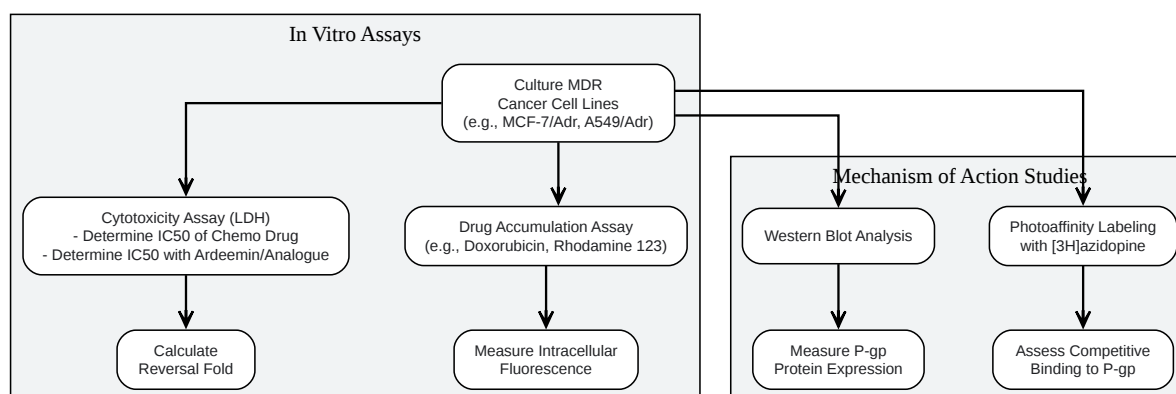 In Vitro Assays
Culture MDR
Cancer Cell Lines
(e.g., MCF-7/Adr, A549/Adr)
Mechanism of Action Studies
Cytotoxicity Assay (LDH)
- Determine IC50 of Chemo Drug
- Determine IC50 with Ardeemin/Analogue
Drug Accumulation Assay
(e.g., Doxorubicin, Rhodamine 123)
Western Blot Analysis
Photoaffinity Labeling
with [3H]azidopine
Calculate
Reversal Fold
Measure Intracellular
Fluorescence
Measure P-gp
Protein Expression
Assess Competitive
Binding to P-gp